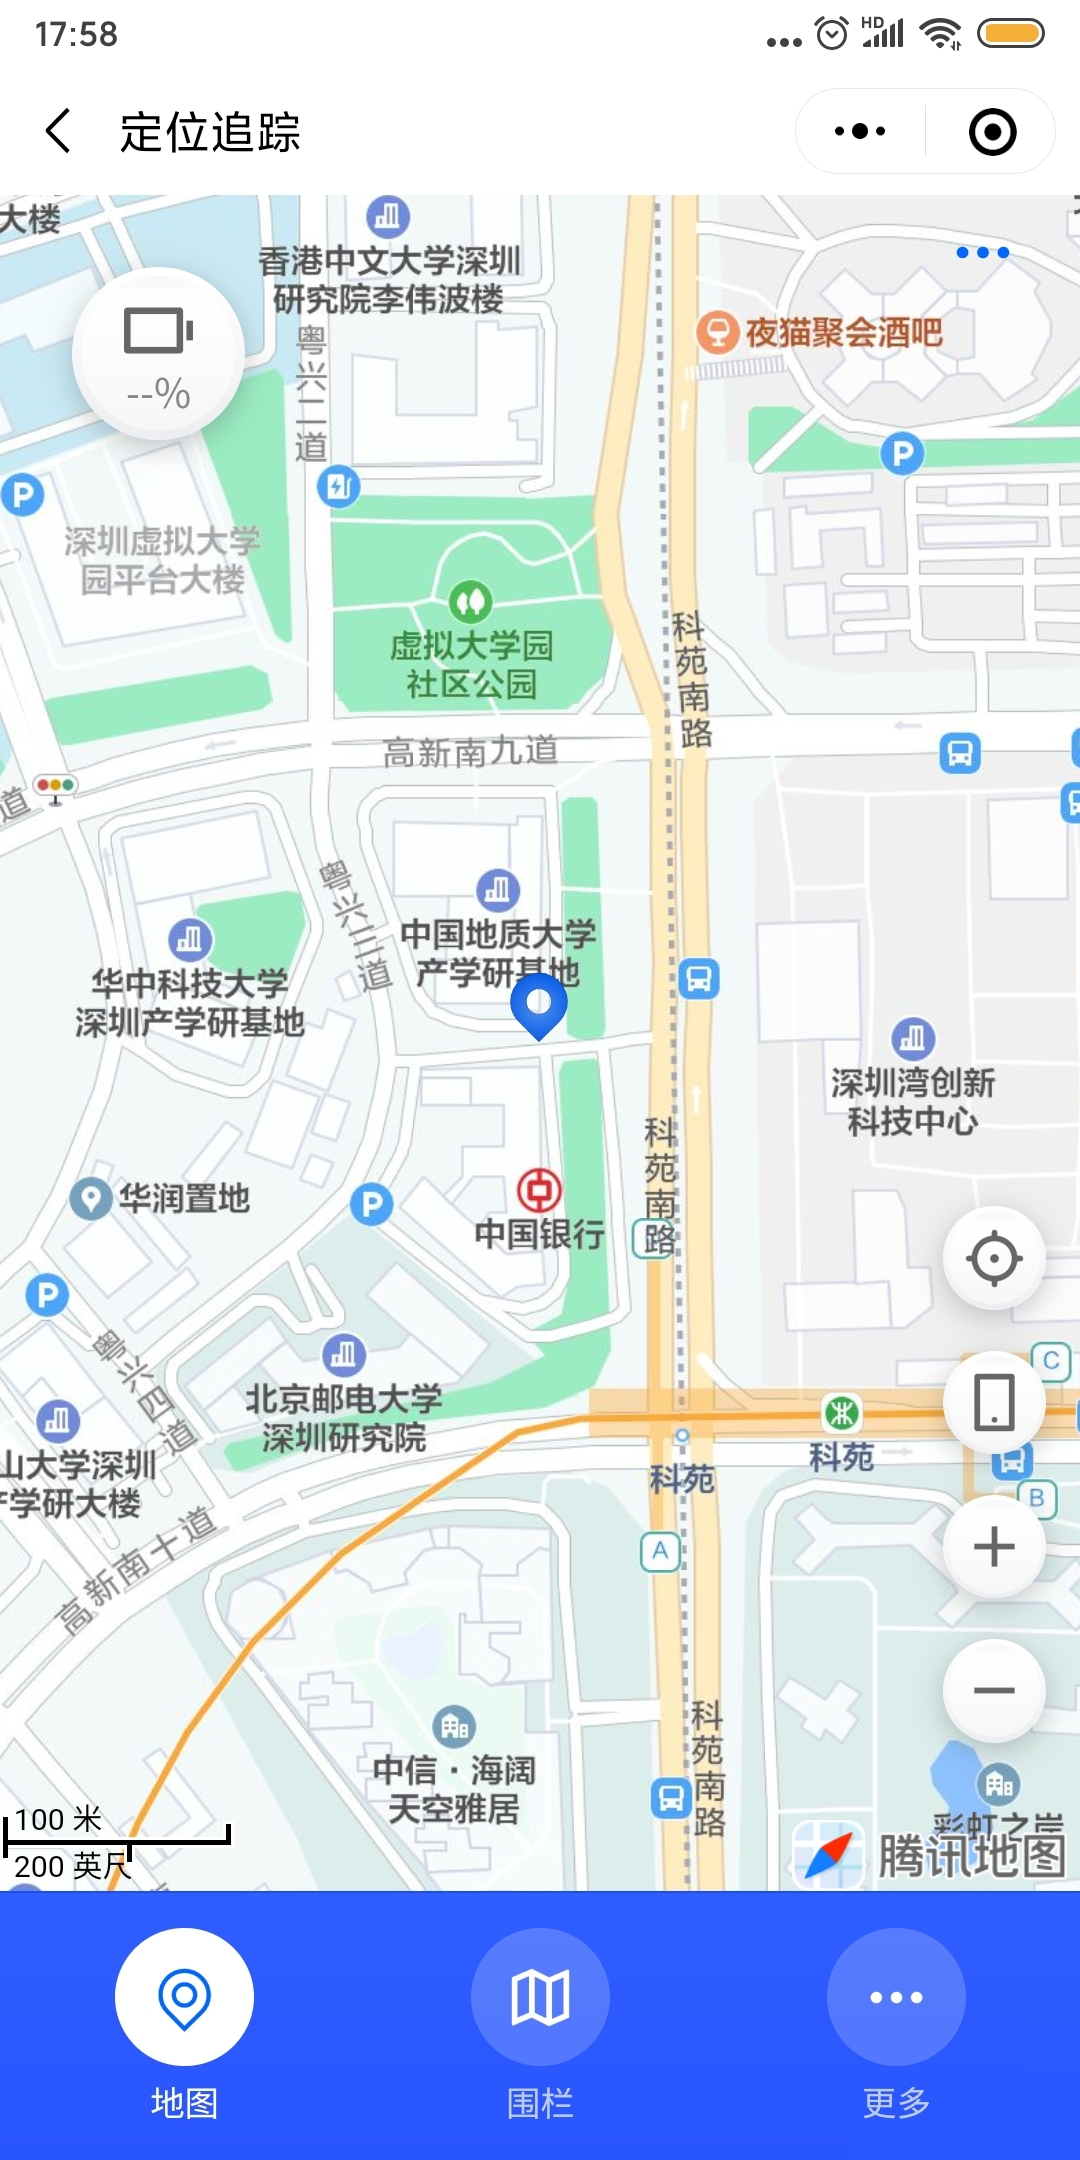 17:58
HD
定位追踪
大楼
香港中文大学深圳
研究院李伟波楼
夜猫聚会酒吧
--%
粤兴二道
P
P
深圳虚拟大学
园平台大楼
虚拟大学园
社区公园
科苑南路
高新南九道
道
粤兴三道
中国地质大学
产学研基地
华中科技大学
深圳产学研基地
深圳湾创新
科技中心
科苑南路
华润置地
P
中国银行
P
粤兴四道
北京邮电大学
深圳研究院
C
山大学深圳
产学研大楼
科苑
科苑
B
A
高新南十道
科苑南路
中信·海阔
天空雅居
彩虹之岸
100 米
200 英尺
腾讯地图
地图
围栏
更多